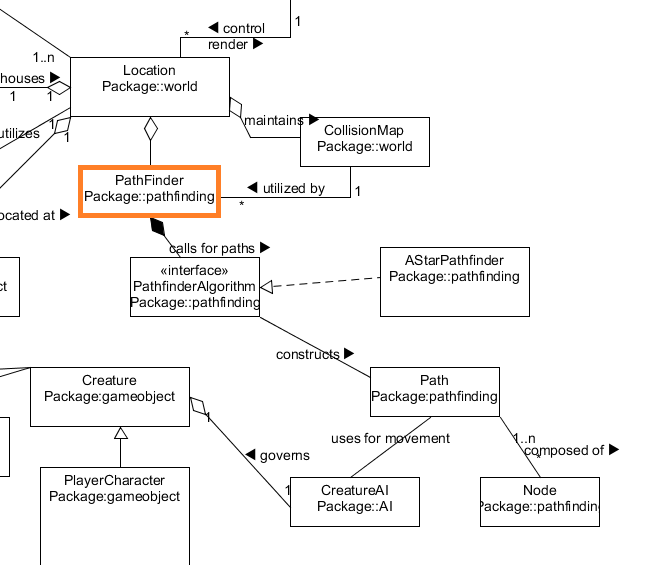 1
◀ control
*
render ▶
1..n
Location
Package::world
houses ▶
1
1
maintains ▶
1
utilizes
1
CollisionMap
Package::world
PathFinder
Package::pathfinding
◀ utilized by
1
*
ocated at ▶
calls for paths ▶
«interface»
PathfinderAlgorithm
Package::pathfinding
AStarPathfinder
Package::pathfinding
ct
constructs ▶
Creature
Package:gameobject
Path
Package:pathfinding
1
uses for movement
1..n
*
composed of ▶
◀ governs
PlayerCharacter
Package:gameobject
1
CreatureAI
Package::AI
Node
Package::pathfinding